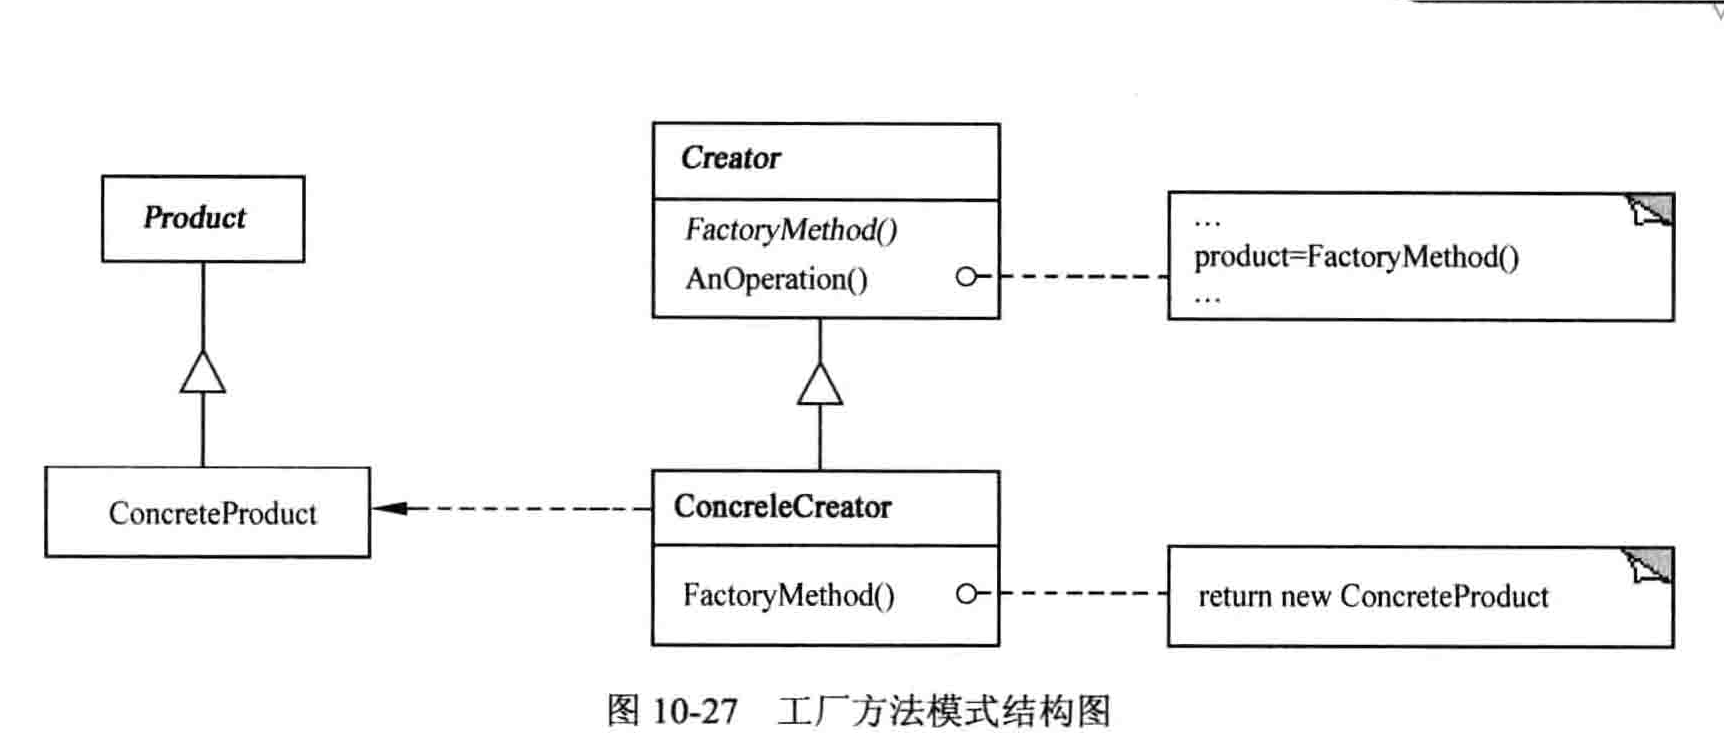 Product
ConcreteProduct
Creator
FactoryMethod()
AnOperation()
...
product=FactoryMethod()
...
ConcreleCreator
FactoryMethod()
return new ConcreteProduct
图 10-27 工厂方法模式结构图